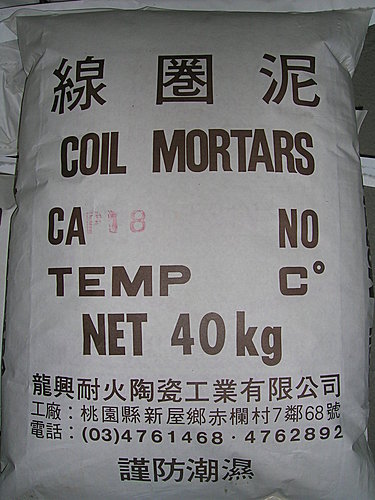 線圈泥
COIL MORTARS
CA P18 NO
TEMP C°
NET 40kg
龍興耐火陶瓷工業有限公司
工廠：桃園縣新屋鄉赤欄村7鄰68號
電話：(03)4761468·4762892
謹防潮濕